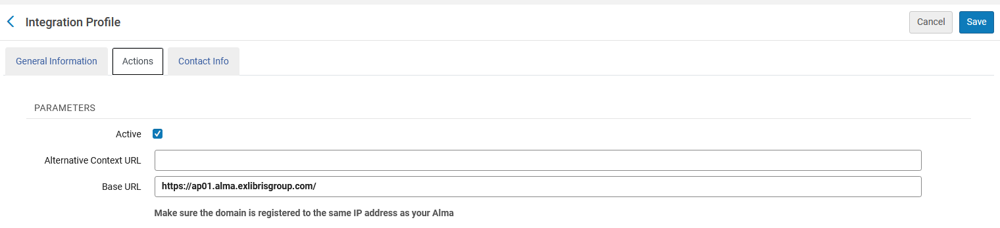 Integration Profile
Cancel
Save
General Information
Actions
Contact Info
PARAMETERS
Active
Alternative Context URL
Base URL
https://ap01.alma.exlibrisgroup.com/
Make sure the domain is registered to the same IP address as your Alma